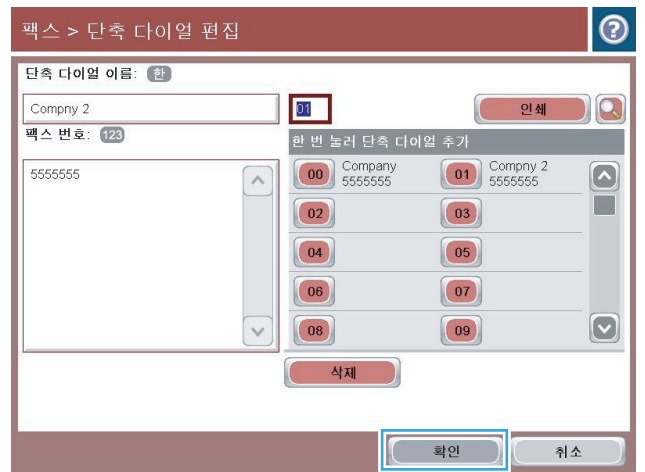 팩스 > 단축 다이얼 편집
?
단축 다이얼 이름: 한
Compny 2
01
인쇄
팩스 번호: 123
한 번 눌러 단축 다이얼 추가
5555555
00 Company 5555555
01 Compny 2 5555555
02
03
04
05
06
07
08
09
삭제
확인
취소